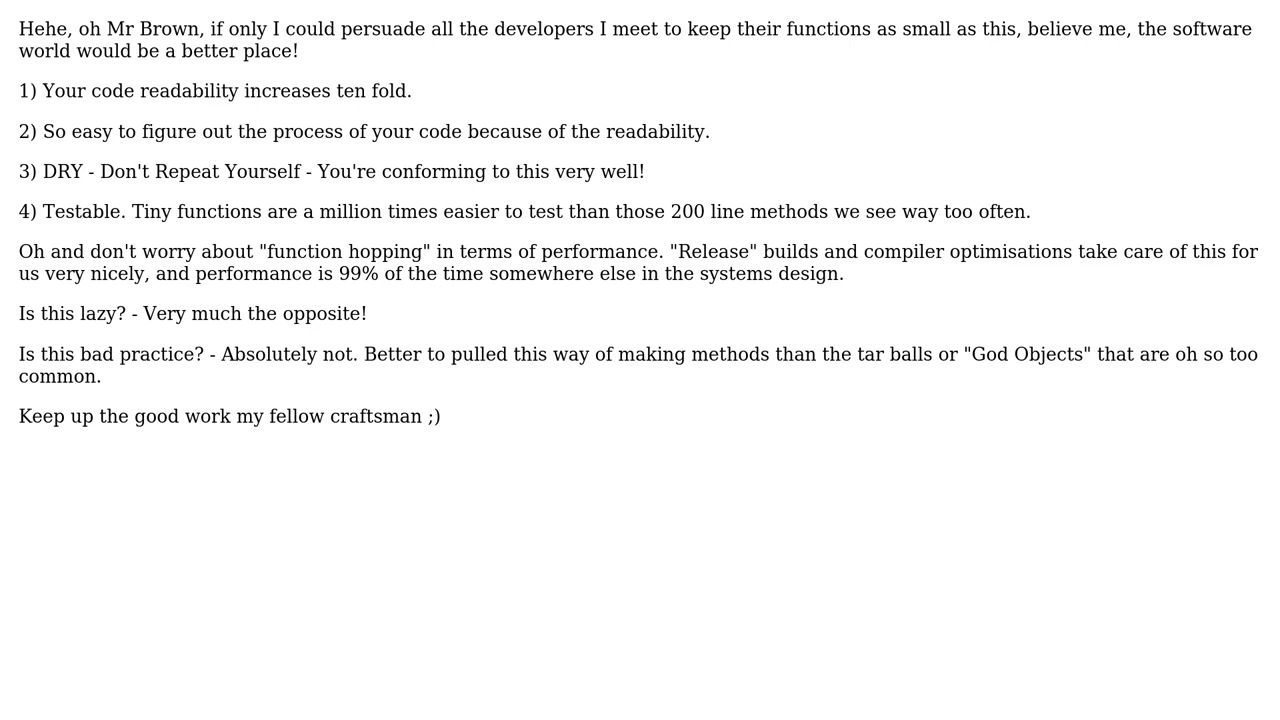 Hehe, oh Mr Brown, if only I could persuade all the developers I meet to keep their functions as small as this, believe me, the software
world would be a better place!
1) Your code readability increases ten fold.
2) So easy to figure out the process of your code because of the readability.
3) DRY - Don't Repeat Yourself - You're conforming to this very well!
4) Testable. Tiny functions are a million times easier to test than those 200 line methods we see way too often.
Oh and don't worry about "function hopping" in terms of performance. "Release" builds and compiler optimisations take care of this for
us very nicely, and performance is 99% of the time somewhere else in the systems design.
Is this lazy? - Very much the opposite!
Is this bad practice? - Absolutely not. Better to pulled this way of making methods than the tar balls or "God Objects" that are oh so too
common.
Keep up the good work my fellow craftsman ;)